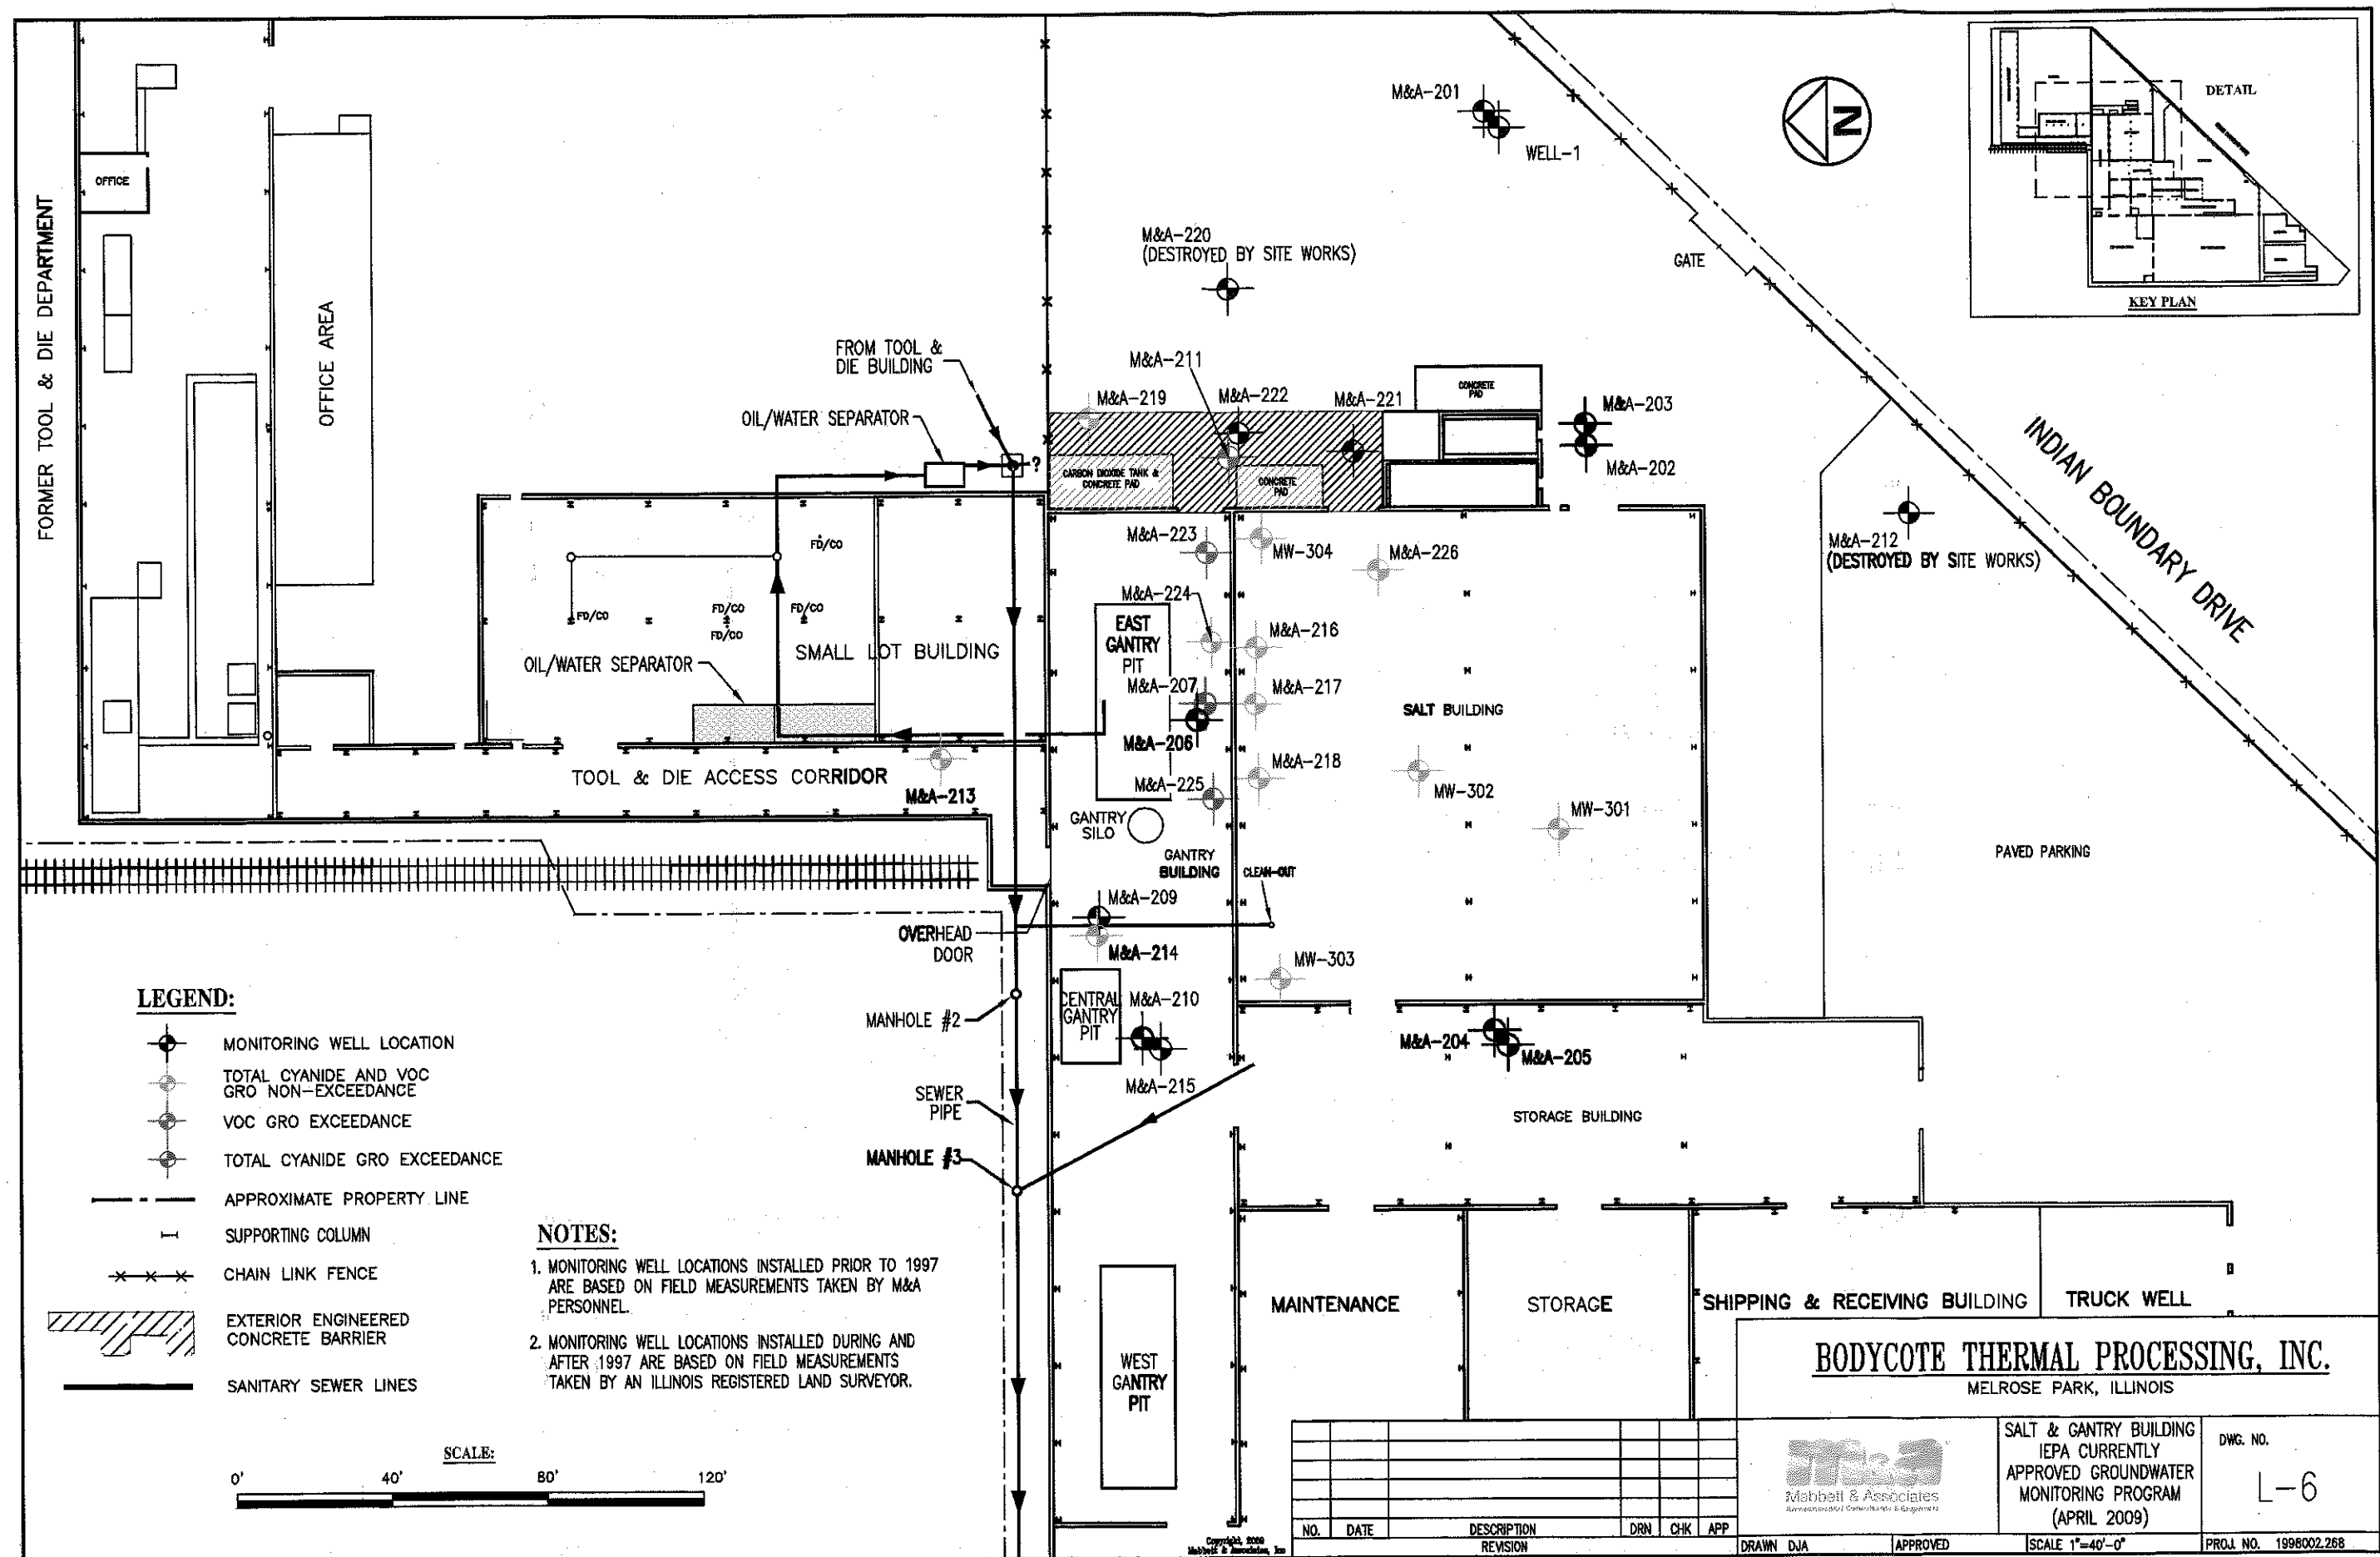 FORMER TOOL & DIE DEPARTMENT
OFFICE
OFFICE AREA
M&A-201
WELL-1
N
DETAIL
KEY PLAN
M&A-220
(DESTROYED BY SITE WORKS)
GATE
FROM TOOL &
DIE BUILDING
M&A-211
M&A-219
M&A-222
M&A-221
CONCRETE
PAD
M&A-203
OIL/WATER SEPARATOR
?
CARBON DIOXIDE TANK &
CONCRETE PAD
CONCRETE
PAD
M&A-202
INDIAN BOUNDARY DRIVE
M&A-212
(DESTROYED BY SITE WORKS)
FD/CO
M&A-223
MW-304
M&A-226
FD/CO
FD/CO
FD/CO
FD/CO
M&A-224
EAST
GANTRY
PIT
M&A-216
SMALL LOT BUILDING
OIL/WATER SEPARATOR
M&A-207
M&A-217
SALT BUILDING
M&A-206
M&A-218
TOOL & DIE ACCESS CORRIDOR
M&A-213
M&A-225
MW-302
MW-301
GANTRY
SILO
GANTRY
BUILDING
CLEAN-OUT
PAVED PARKING
M&A-209
OVERHEAD
DOOR
M&A-214
MW-303
CENTRAL
GANTRY
PIT
M&A-210
MANHOLE #2
M&A-204
M&A-205
M&A-215
SEWER
PIPE
STORAGE BUILDING
MANHOLE #3
LEGEND:
MONITORING WELL LOCATION
TOTAL CYANIDE AND VOC
GRO NON-EXCEEDANCE
VOC GRO EXCEEDANCE
TOTAL CYANIDE GRO EXCEEDANCE
APPROXIMATE PROPERTY LINE
SUPPORTING COLUMN
CHAIN LINK FENCE
EXTERIOR ENGINEERED
CONCRETE BARRIER
SANITARY SEWER LINES
NOTES:
1. MONITORING WELL LOCATIONS INSTALLED PRIOR TO 1997
ARE BASED ON FIELD MEASUREMENTS TAKEN BY M&A
PERSONNEL.
2. MONITORING WELL LOCATIONS INSTALLED DURING AND
AFTER 1997 ARE BASED ON FIELD MEASUREMENTS
TAKEN BY AN ILLINOIS REGISTERED LAND SURVEYOR.
SCALE:
0' 40' 80' 120'
WEST
GANTRY
PIT
MAINTENANCE
STORAGE
SHIPPING & RECEIVING BUILDING
TRUCK WELL
BODYCOTE THERMAL PROCESSING, INC.
MELROSE PARK, ILLINOIS
m&a
Mabbett & Associates
SALT & GANTRY BUILDING
IEPA CURRENTLY
APPROVED GROUNDWATER
MONITORING PROGRAM
(APRIL 2009)
DWG. NO.
L-6
NO. DATE DESCRIPTION DRN CHK APP
REVISION
DRAWN DJA
APPROVED
SCALE 1"=40'-0"
PROJ. NO. 1998002.268
Copyright, 2009
Mabbett & Associates, Inc